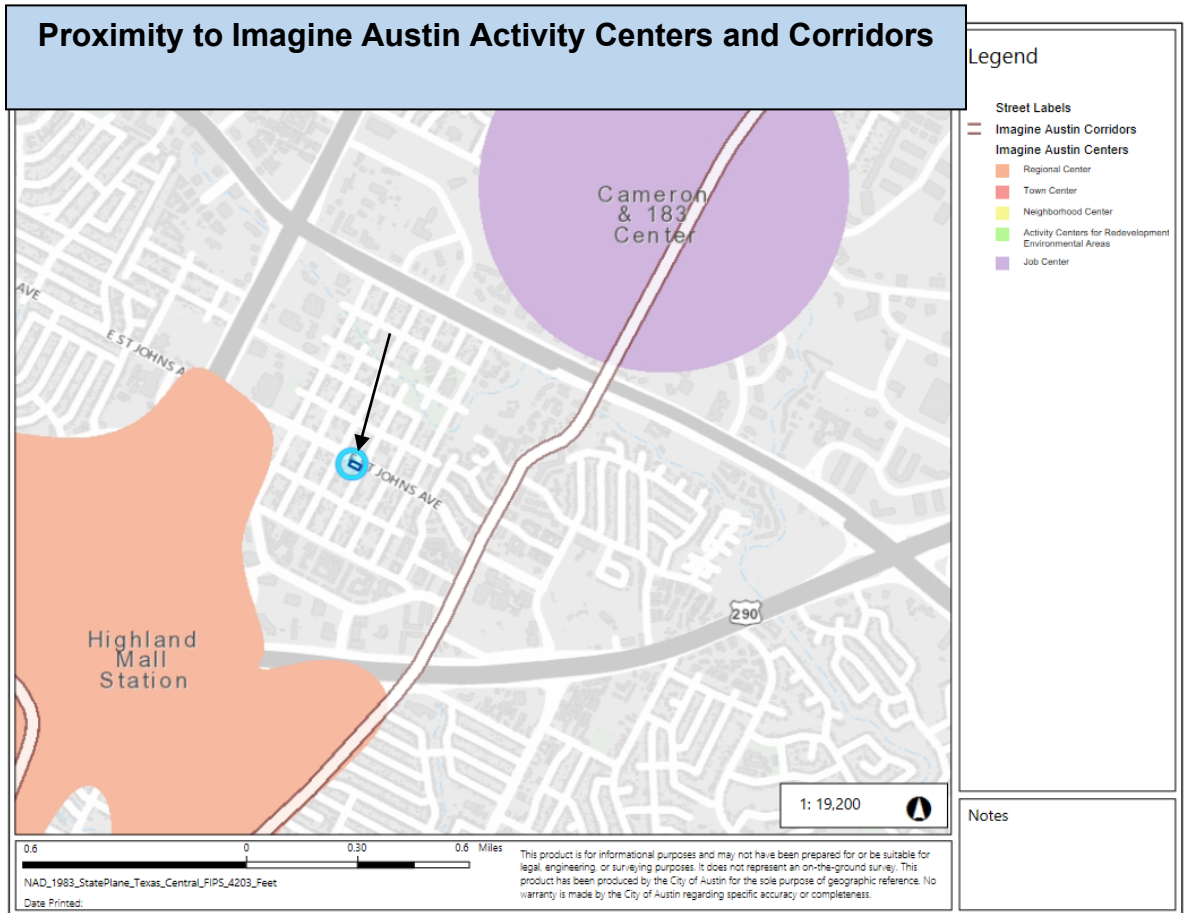 Proximity to Imagine Austin Activity Centers and Corridors
Legend
Street Labels
Imagine Austin Corridors
Imagine Austin Centers
Regional Center
Town Center
Neighborhood Center
Activity Centers for Redevelopment
Environmental Areas
Job Center
Cameron
& 183
Center
AVE
E ST JOHNS A
ST JOHNS AVE
290
Highland
Mall
Station
1: 19,200
Notes
0.6 0 0.30 0.6 Miles
NAD_1983_StatePlane_Texas_Central_FIPS_4203_Feet
Date Printed:
This product is for informational purposes and may not have been prepared for or be suitable for
legal, engineering, or surveying purposes. It does not represent an on-the-ground survey. This
product has been produced by the City of Austin for the sole purpose of geographic reference. No
warranty is made by the City of Austin regarding specific accuracy or completeness.